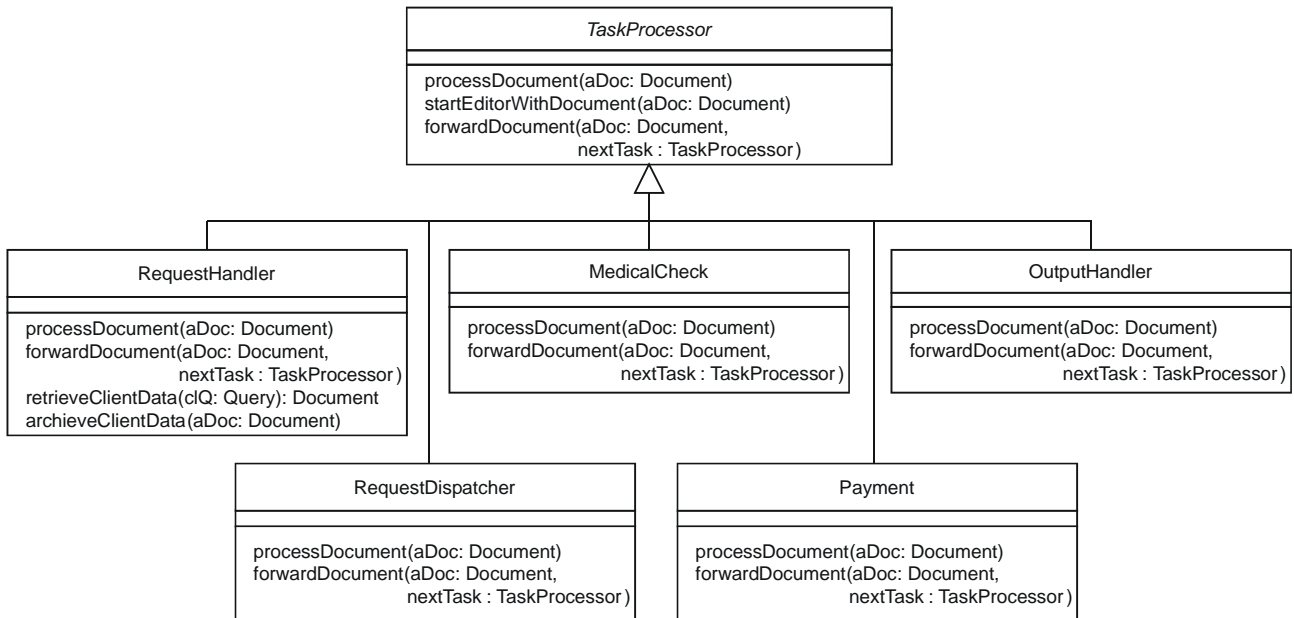 TaskProcessor
processDocument(aDoc: Document)
startEditorWithDocument(aDoc: Document)
forwardDocument(aDoc: Document,
nextTask : TaskProcessor)
RequestHandler
processDocument(aDoc: Document)
forwardDocument(aDoc: Document,
nextTask : TaskProcessor)
retrieveClientData(clQ: Query): Document
archieveClientData(aDoc: Document)
MedicalCheck
processDocument(aDoc: Document)
forwardDocument(aDoc: Document,
nextTask : TaskProcessor)
OutputHandler
processDocument(aDoc: Document)
forwardDocument(aDoc: Document,
nextTask : TaskProcessor)
RequestDispatcher
processDocument(aDoc: Document)
forwardDocument(aDoc: Document,
nextTask : TaskProcessor)
Payment
processDocument(aDoc: Document)
forwardDocument(aDoc: Document,
nextTask : TaskProcessor)